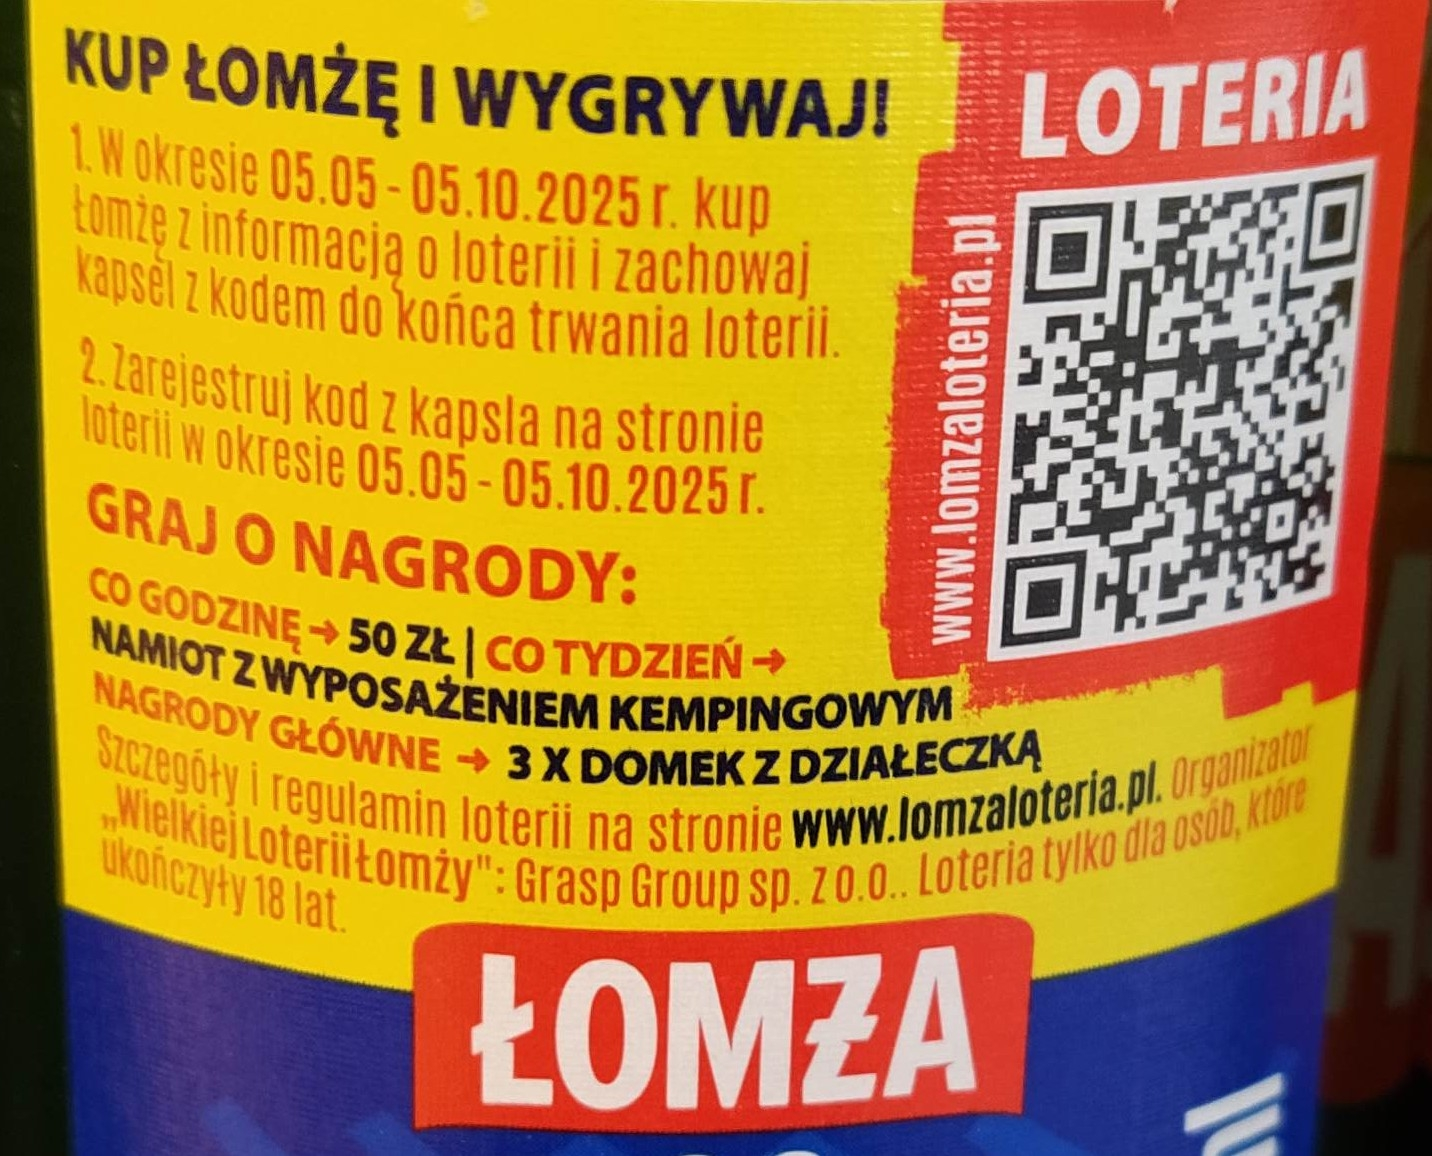 KUP ŁOMŻĘ I WYGRYWAJ!
1. W okresie 05.05 - 05.10.2025 r. kup
Łomżę z informacją o loterii i zachowaj
kapsel z kodem do końca trwania loterii.
2. Zarejestruj kod z kapsla na stronie
loterii w okresie 05.05 - 05.10.2025 r.
GRAJ O NAGRODY:
CO GODZINĘ → 50 ZŁ | CO TYDZIEŃ →
NAMIOT Z WYPOSAŻENIEM KEMPINGOWYM
NAGRODY GŁÓWNE → 3 X DOMEK Z DZIAŁECZKĄ
Szczegóły i regulamin loterii na stronie www.lomzaloteria.pl. Organizator
„Wielkiej Loterii Łomży": Grasp Group sp. z o.o.. Loteria tylko dla osób, które
ukończyły 18 lat.
LOTERIA
www.lomzaloteria.pl
ŁOMŻA